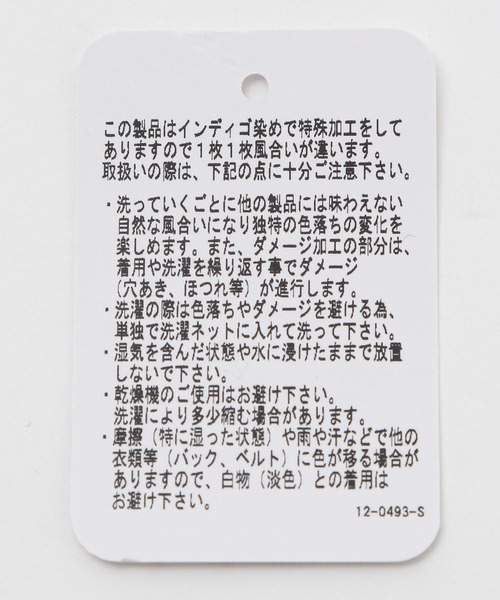 この製品はインディゴ染めで特殊加工をして
ありますので１枚１枚風合いが違います。
取扱いの際は、下記の点に十分ご注意下さい。
・洗っていくごとに他の製品には味わえない
自然な風合いになり独特の色落ちの変化を
楽しめます。また、ダメージ加工の部分は、
着用や洗濯を繰り返す事でダメージ
(穴あき、ほつれ等)が進行します。
・洗濯の際は色落ちやダメージを避ける為、
単独で洗濯ネットに入れて洗って下さい。
・湿気を含んだ状態や水に浸けたままで放置
しないで下さい。
・乾燥機のご使用はお避け下さい。
洗濯により多少縮む場合があります。
・摩擦（特に湿った状態）や雨や汗などで他の
衣類等（バック、ベルト）に色が移る場合が
ありますので、白物（淡色）との着用は
お避け下さい。
12-0493-S